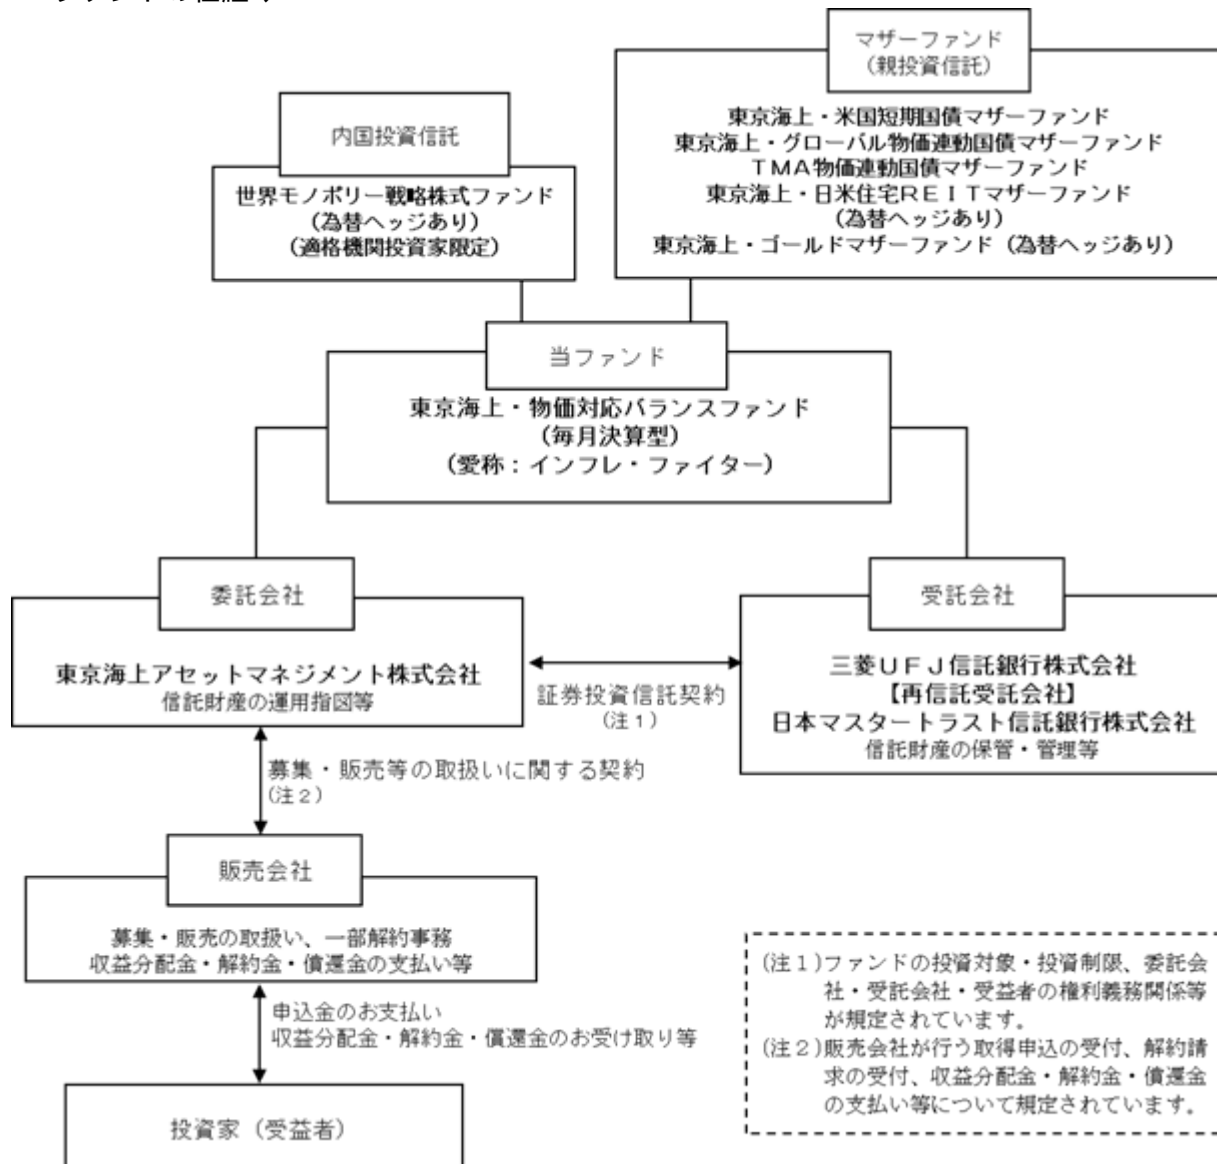 マザーファンド
(親投資信託)
東京海上・米国短期国債マザーファンド
東京海上・グローバル物価連動国債マザーファンド
TMA物価連動国債マザーファンド
東京海上・日米住宅REITマザーファンド
(為替ヘッジあり)
東京海上・ゴールドマザーファンド(為替ヘッジあり)
内国投資信託
世界モノポリー戦略株式ファンド
(為替ヘッジあり)
(適格機関投資家限定)
当ファンド
東京海上・物価対応バランスファンド
(毎月決算型)
(愛称:インフレ・ファイター)
委託会社
東京海上アセットマネジメント株式会社
信託財産の運用指図等
証券投資信託契約
(注1)
受託会社
三菱UFJ信託銀行株式会社
【再信託受託会社】
日本マスタートラスト信託銀行株式会社
信託財産の保管・管理等
募集・販売等の取扱いに関する契約
(注2)
販売会社
募集・販売の取扱い、一部解約事務
収益分配金・解約金・償還金の支払い等
申込金のお支払い
収益分配金・解約金・償還金のお受け取り等
投資家(受益者)
(注1)ファンドの投資対象・投資制限、委託会
社・受託会社・受益者の権利義務関係等
が規定されています。
(注2)販売会社が行う取得申込の受付、解約請
求の受付、収益分配金・解約金・償還金
の支払い等について規定されています。